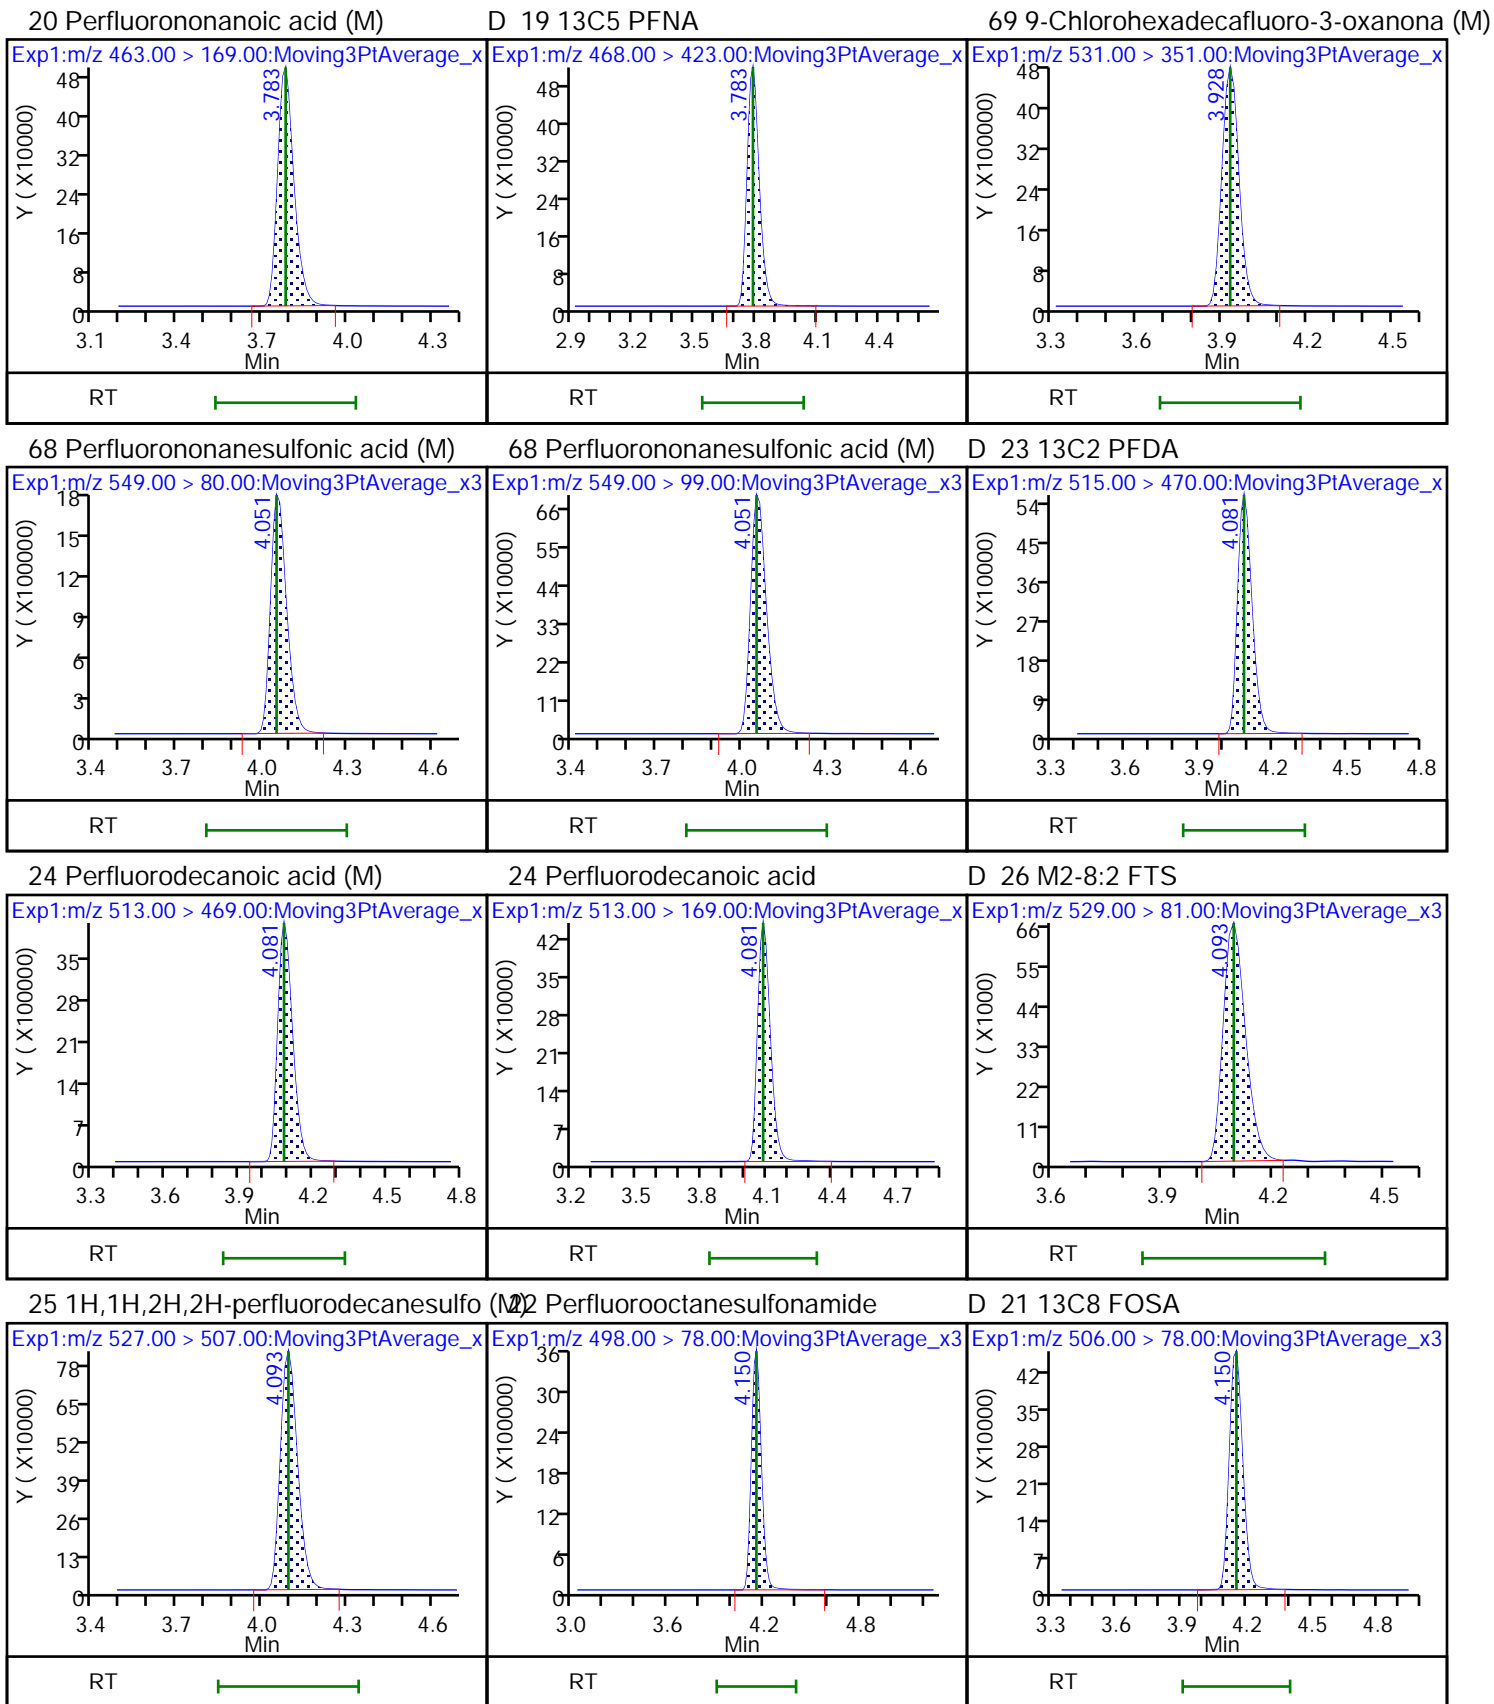 20 Perfluorononanoic acid (M)
Exp1:m/z 463.00 > 169.00:Moving3PtAverage_x
3.783
Y ( X10000)
48
40
32
24
16
8
0
3.1 3.4 3.7 4.0 4.3
Min
RT
D 19 13C5 PFNA
Exp1:m/z 468.00 > 423.00:Moving3PtAverage_x
3.783
Y ( X100000)
48
40
32
24
16
8
0
2.9 3.2 3.5 3.8 4.1 4.4
Min
RT
69 9-Chlorohexadecafluoro-3-oxanona (M)
Exp1:m/z 531.00 > 351.00:Moving3PtAverage_x
3.928
Y ( X100000)
48
40
32
24
16
8
0
3.3 3.6 3.9 4.2 4.5
Min
RT
68 Perfluorononanesulfonic acid (M)
Exp1:m/z 549.00 > 80.00:Moving3PtAverage_x3
4.051
Y ( X100000)
18
15
12
9
6
3
0
3.4 3.7 4.0 4.3 4.6
Min
RT
68 Perfluorononanesulfonic acid (M)
Exp1:m/z 549.00 > 99.00:Moving3PtAverage_x3
4.051
Y ( X10000)
66
55
44
33
22
11
0
3.4 3.7 4.0 4.3 4.6
Min
RT
D 23 13C2 PFDA
Exp1:m/z 515.00 > 470.00:Moving3PtAverage_x
4.081
Y ( X100000)
54
45
36
27
18
9
0
3.3 3.6 3.9 4.2 4.5 4.8
Min
RT
24 Perfluorodecanoic acid (M)
Exp1:m/z 513.00 > 469.00:Moving3PtAverage_x
4.081
Y ( X100000)
35
28
21
14
7
0
3.3 3.6 3.9 4.2 4.5 4.8
Min
RT
24 Perfluorodecanoic acid
Exp1:m/z 513.00 > 169.00:Moving3PtAverage_x
4.081
Y ( X10000)
42
35
28
21
14
7
0
3.2 3.5 3.8 4.1 4.4 4.7
Min
RT
D 26 M2-8:2 FTS
Exp1:m/z 529.00 > 81.00:Moving3PtAverage_x3
4.093
Y ( X1000)
66
55
44
33
22
11
0
3.6 3.9 4.2 4.5
Min
RT
25 1H,1H,2H,2H-perfluorodecanesulfo (M)
Exp1:m/z 527.00 > 507.00:Moving3PtAverage_x
4.093
Y ( X10000)
78
65
52
39
26
13
0
3.4 3.7 4.0 4.3 4.6
Min
RT
22 Perfluorooctanesulfonamide
Exp1:m/z 498.00 > 78.00:Moving3PtAverage_x3
4.150
Y ( X100000)
36
30
24
18
12
6
0
3.0 3.6 4.2 4.8
Min
RT
D 21 13C8 FOSA
Exp1:m/z 506.00 > 78.00:Moving3PtAverage_x3
4.150
Y ( X10000)
42
35
28
21
14
7
0
3.3 3.6 3.9 4.2 4.5 4.8
Min
RT